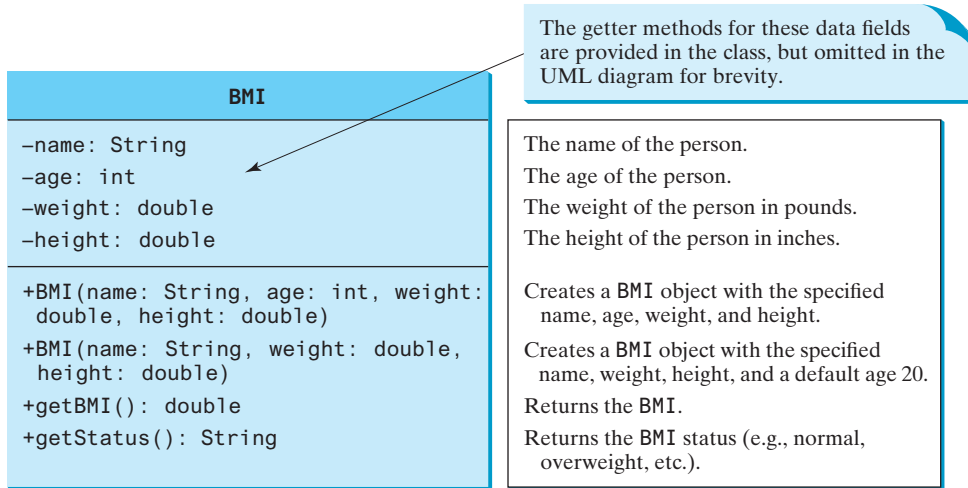 The getter methods for these data fields
are provided in the class, but omitted in the
UML diagram for brevity.
BMI
–name: String
–age: int
–weight: double
–height: double
The name of the person.
The age of the person.
The weight of the person in pounds.
The height of the person in inches.
+BMI(name: String, age: int, weight:
double, height: double)
+BMI(name: String, weight: double,
height: double)
+getBMI(): double
+getStatus(): String
Creates a BMI object with the specified
name, age, weight, and height.
Creates a BMI object with the specified
name, weight, height, and a default age 20.
Returns the BMI.
Returns the BMI status (e.g., normal,
overweight, etc.).